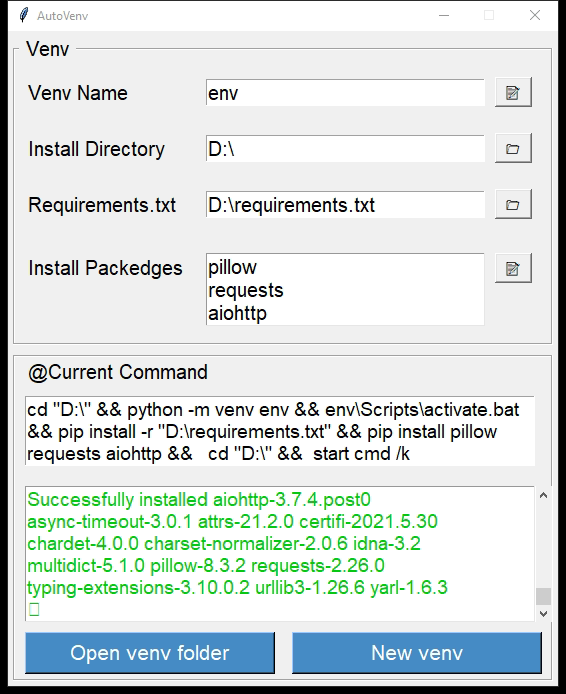 AutoVenv
Venv
Venv Name
env
Install Directory
D:\
Requirements.txt
D:\requirements.txt
Install Packedges
pillow
requests
aiohttp
@Current Command
cd "D:\" && python -m venv env && env\Scripts\activate.bat
&& pip install -r "D:\requirements.txt" && pip install pillow
requests aiohttp &&   cd "D:\" &&  start cmd /k
Successfully installed aiohttp-3.7.4.post0
async-timeout-3.0.1 attrs-21.2.0 certifi-2021.5.30
chardet-4.0.0 charset-normalizer-2.0.6 idna-3.2
multidict-5.1.0 pillow-8.3.2 requests-2.26.0
typing-extensions-3.10.0.2 urllib3-1.26.6 yarl-1.6.3
Open venv folder
New venv